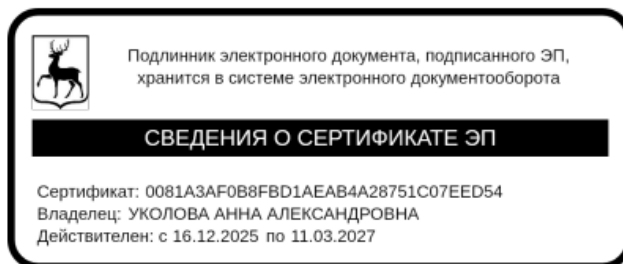 Подлинник электронного документа, подписанного ЭП,
хранится в системе электронного документооборота
СВЕДЕНИЯ О СЕРТИФИКАТЕ ЭП
Сертификат: 0081A3AF0B8FBD1AEAB4A28751C07EED54
Владелец: УКОЛОВА АННА АЛЕКСАНДРОВНА
Действителен: с 16.12.2025 по 11.03.2027